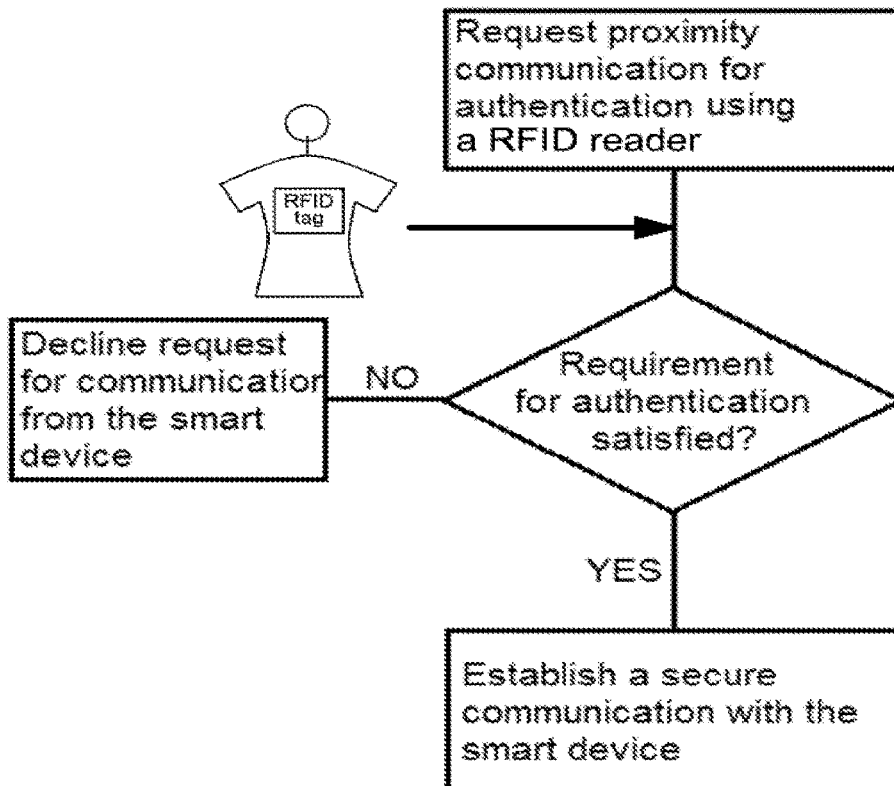 Request proximity
communication for
authentication using
a RFID reader
RFID
tag
Decline request
for communication
from the smart
device
NO
Requirement
for authentication
satisfied?
YES
Establish a secure
communication with the
smart device